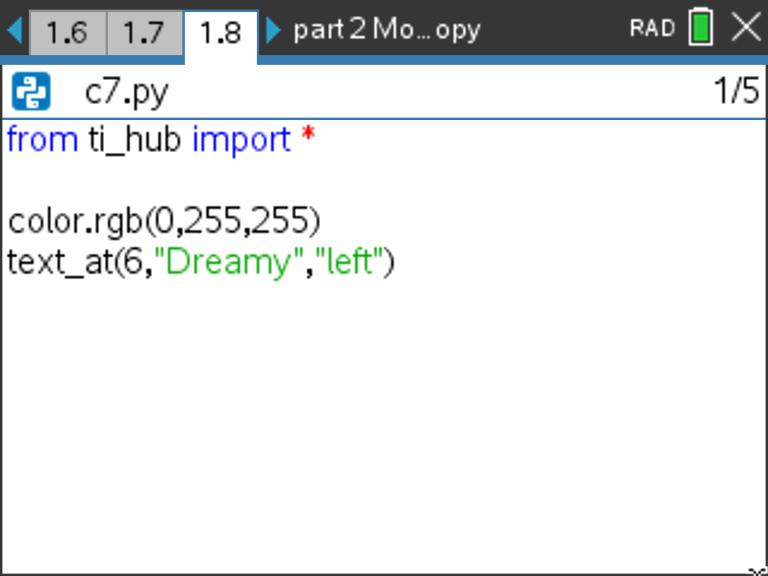 1.6 1.7 1.8 part 2 Mo... opy RAD
c7.py 1/5
from ti_hub import *
color.rgb(0,255,255)
text_at(6,"Dreamy","left")